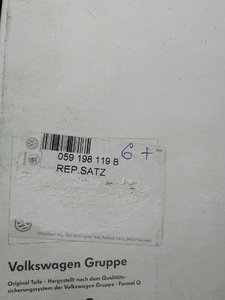 059 198 119 B
6+
REP.SATZ
Volkswagen Gruppe
Original Teile - Hergestellt nach dem Qualitäts-
sicherungssystem der Volkswagen Gruppe - Formel Q